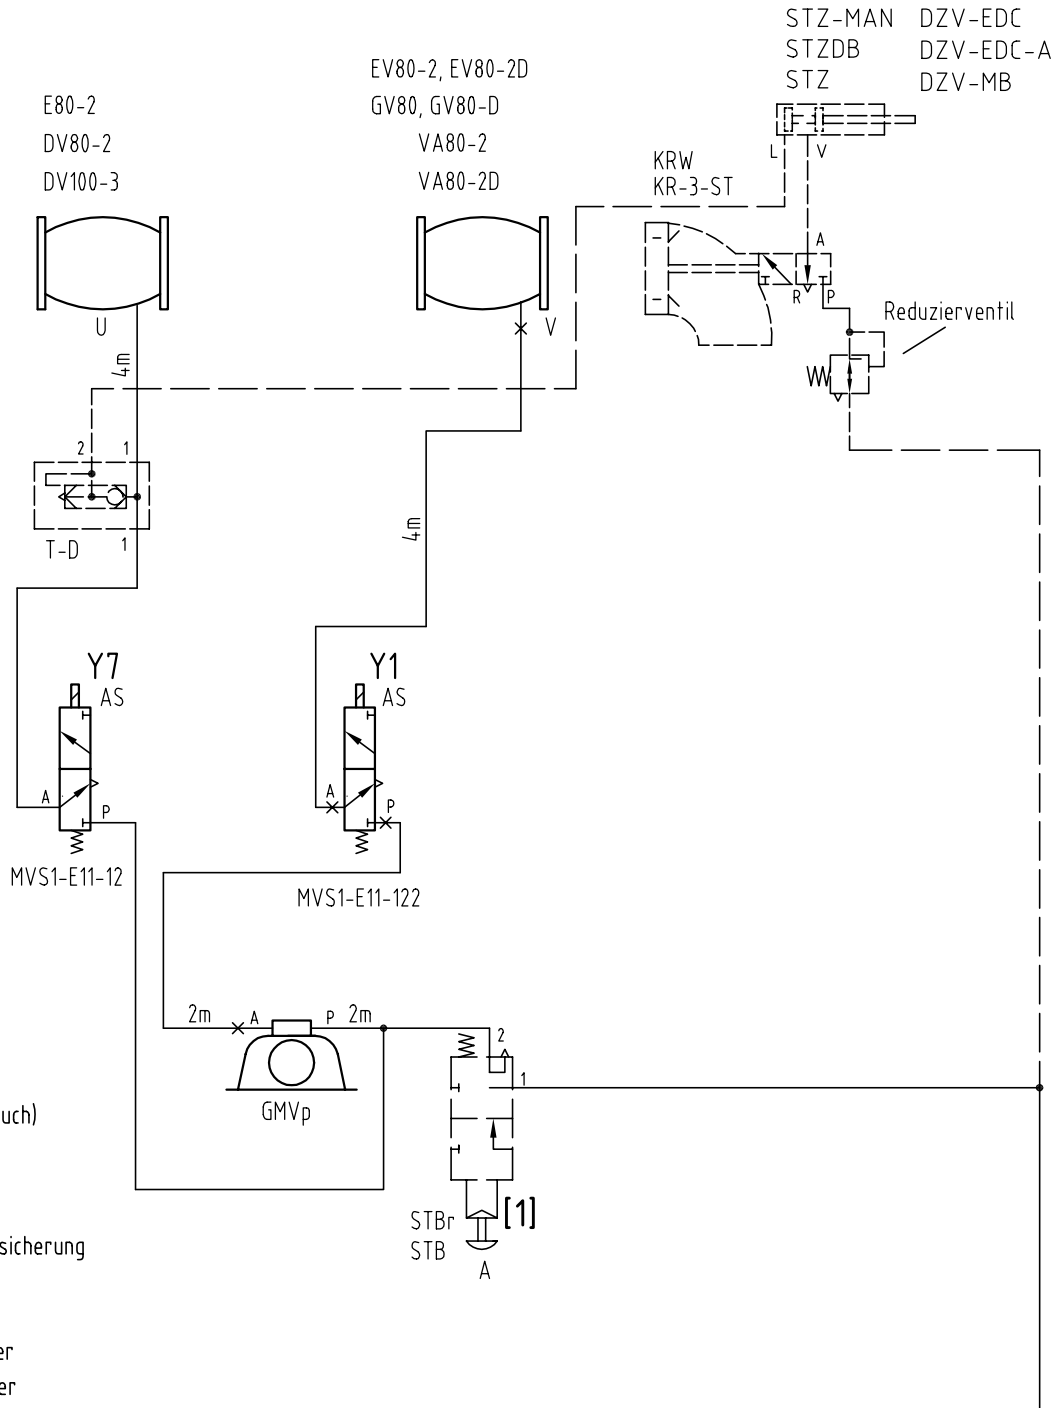 STZ-MAN DZV-EDC
STZDB DZV-EDC-A
STZ DZV-MB
EV80-2, EV80-2D
GV80, GV80-D
VA80-2
VA80-2D
E80-2
DV80-2
DV100-3
L V
KRW
KR-3-ST
A
R P
Reduzierventil
U
V
4m
2 1
4m
T-D
1
Y7
AS
Y1
AS
A
P
A
P
MVS1-E11-12
MVS1-E11-122
2m A P 2m
2
1
GMVp
uch)
STBr
STB
[1]
A
sicherung
er
er